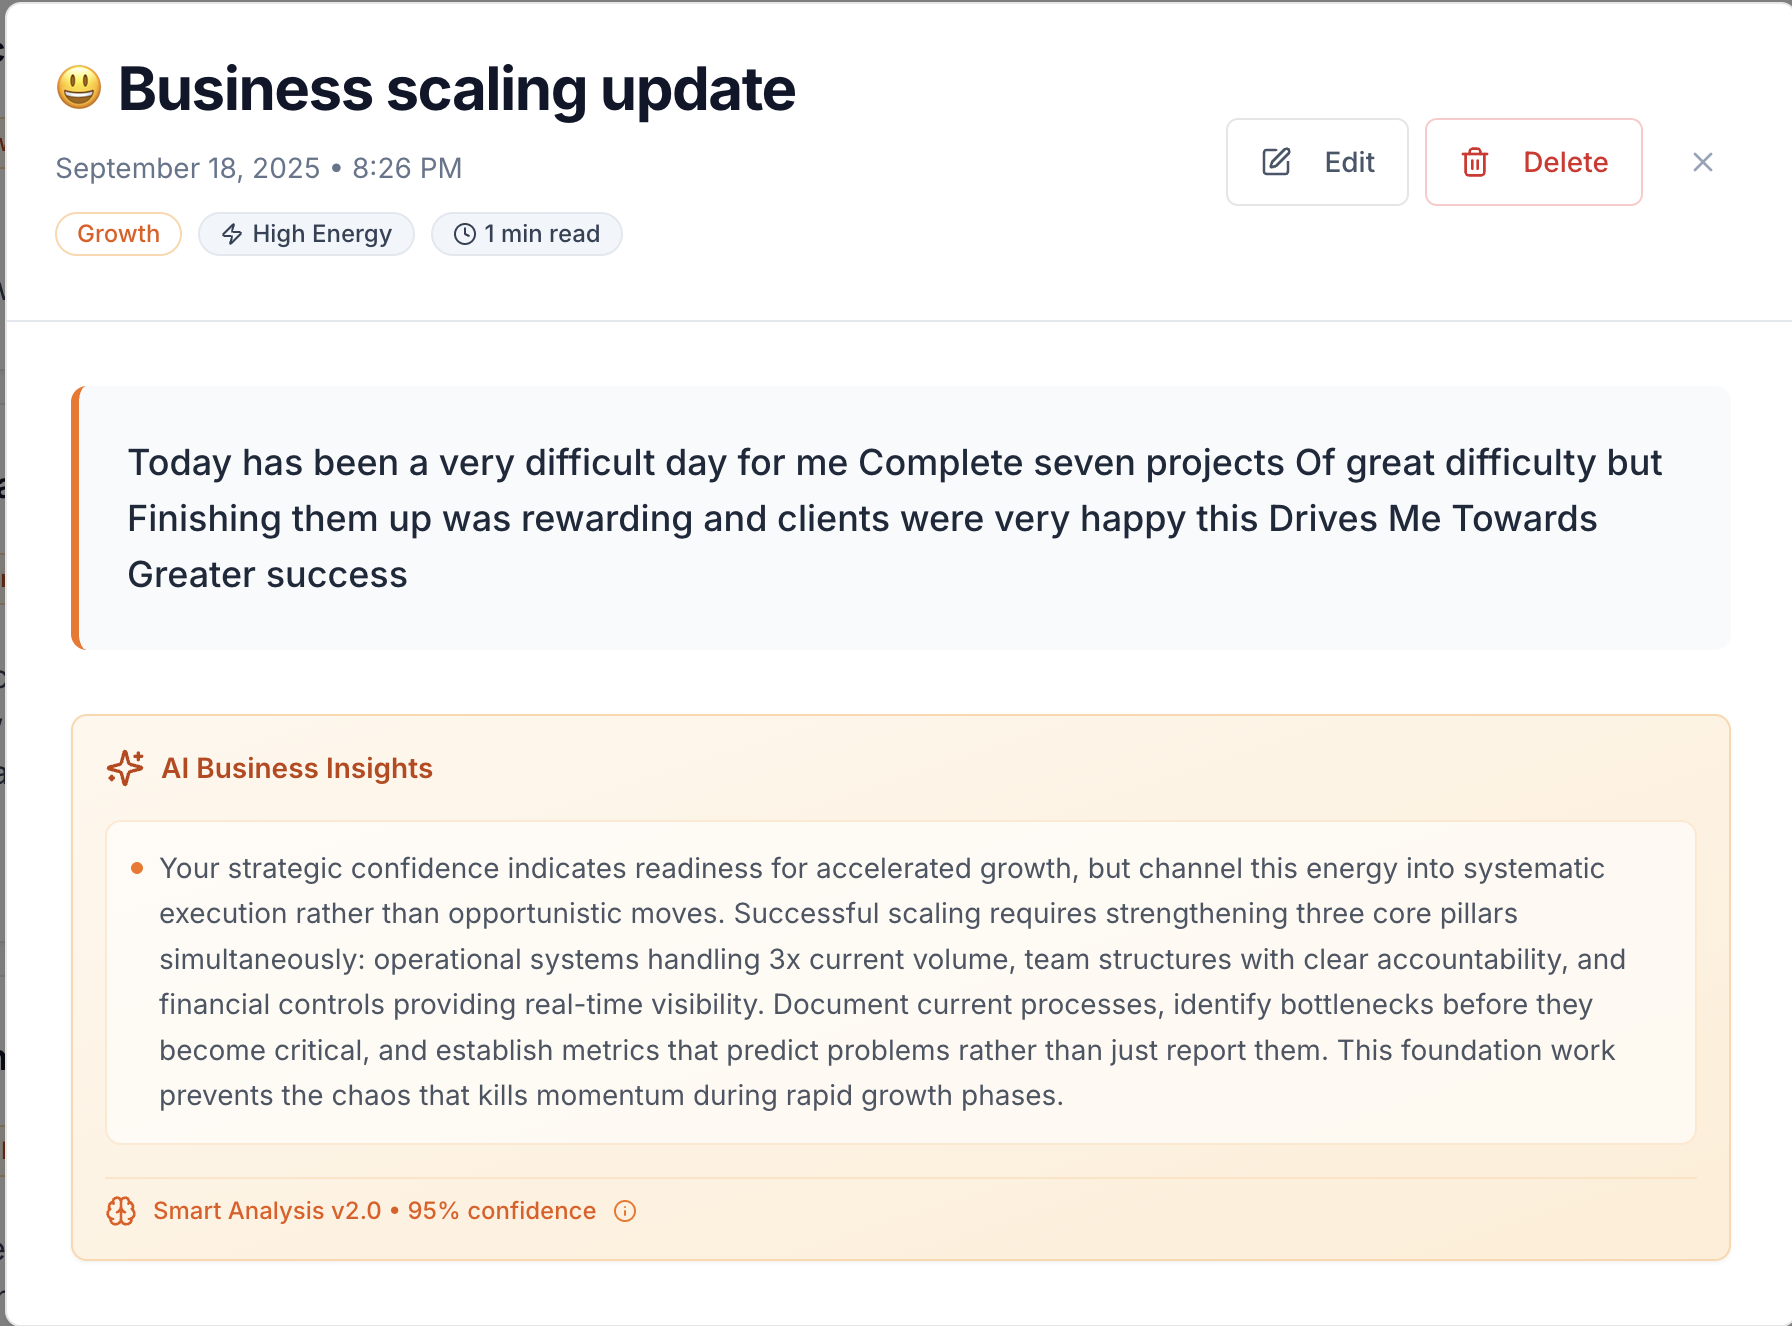 😃 Business scaling update
September 18, 2025 • 8:26 PM
Edit
Delete
Growth
High Energy
1 min read
Today has been a very difficult day for me Complete seven projects Of great difficulty but
Finishing them up was rewarding and clients were very happy this Drives Me Towards
Greater success
AI Business Insights
Your strategic confidence indicates readiness for accelerated growth, but channel this energy into systematic
execution rather than opportunistic moves. Successful scaling requires strengthening three core pillars
simultaneously: operational systems handling 3x current volume, team structures with clear accountability, and
financial controls providing real-time visibility. Document current processes, identify bottlenecks before they
become critical, and establish metrics that predict problems rather than just report them. This foundation work
prevents the chaos that kills momentum during rapid growth phases.
Smart Analysis v2.0 • 95% confidence